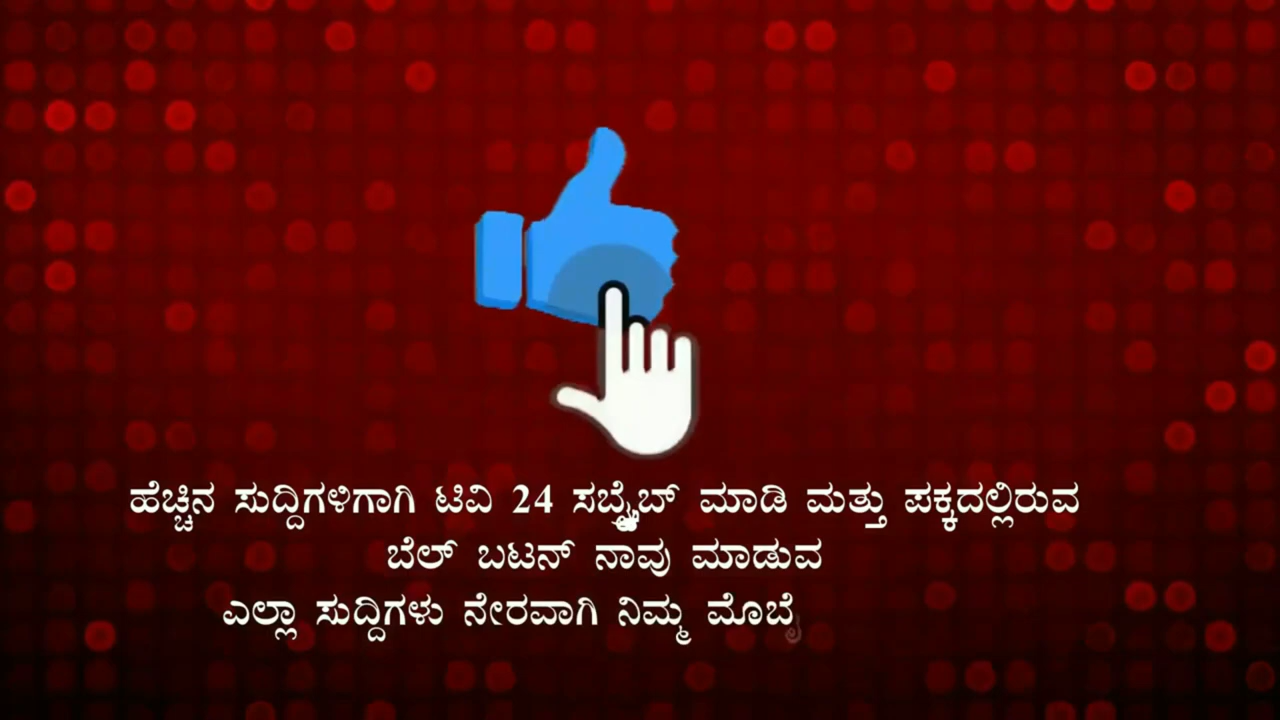 ಹೆಚ್ಚಿನ ಸುದ್ದಿಗಳಿಗಾಗಿ ಟಿವಿ 24 ಸಬ್ಸ್ಕ್ರೈಬ್ ಮಾಡಿ ಮತ್ತು ಪಕ್ಕದಲ್ಲಿರುವ
ಬೆಲ್ ಬಟನ್ ನಾವು ಮಾಡುವ
ಎಲ್ಲಾ ಸುದ್ದಿಗಳು ನೇರವಾಗಿ ನಿಮ್ಮ ಮೊಬೈ